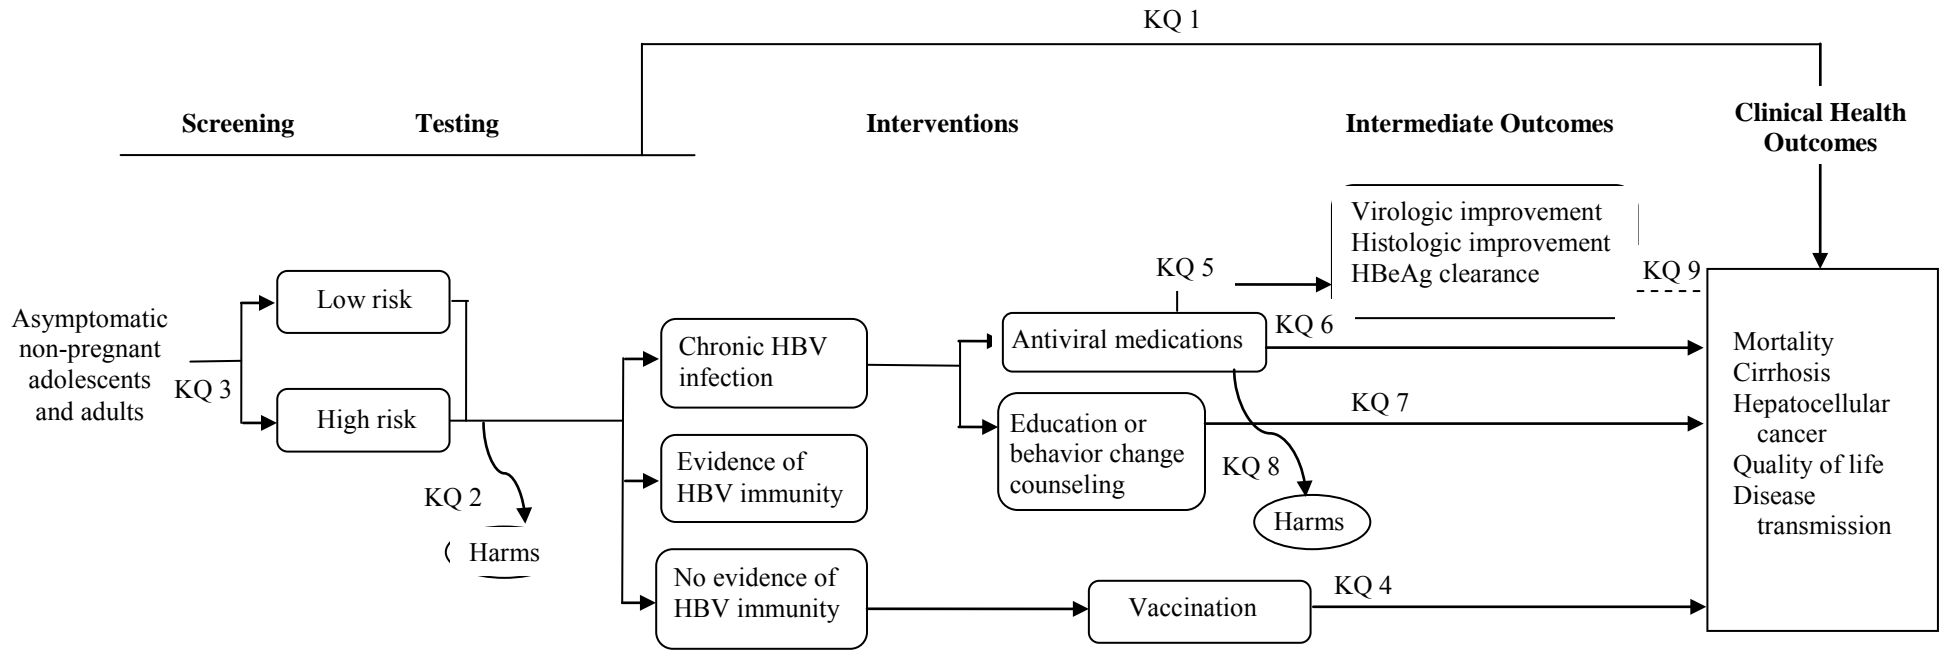 KQ 1
Screening
Testing
Interventions
Intermediate Outcomes
Clinical Health
Outcomes
Asymptomatic
non-pregnant
adolescents
and adults
KQ 3
Low risk
High risk
KQ 2
Harms
Chronic HBV
infection
Evidence of
HBV immunity
No evidence of
HBV immunity
KQ 5
Antiviral medications
Education or
behavior change
counseling
Vaccination
Virologic improvement
Histologic improvement
HBeAg clearance
KQ 9
KQ 6
KQ 7
KQ 8
Harms
KQ 4
Mortality
Cirrhosis
Hepatocellular
cancer
Quality of life
Disease
transmission